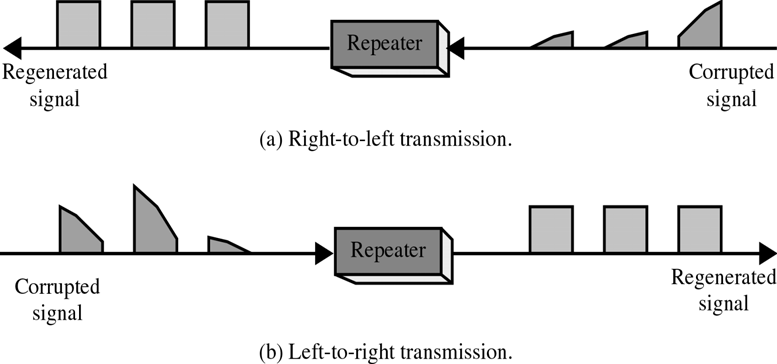 Repeater
Regenerated
signal
Corrupted
signal
(a) Right-to-left transmission.
Repeater
Corrupted
signal
Regenerated
signal
(b) Left-to-right transmission.